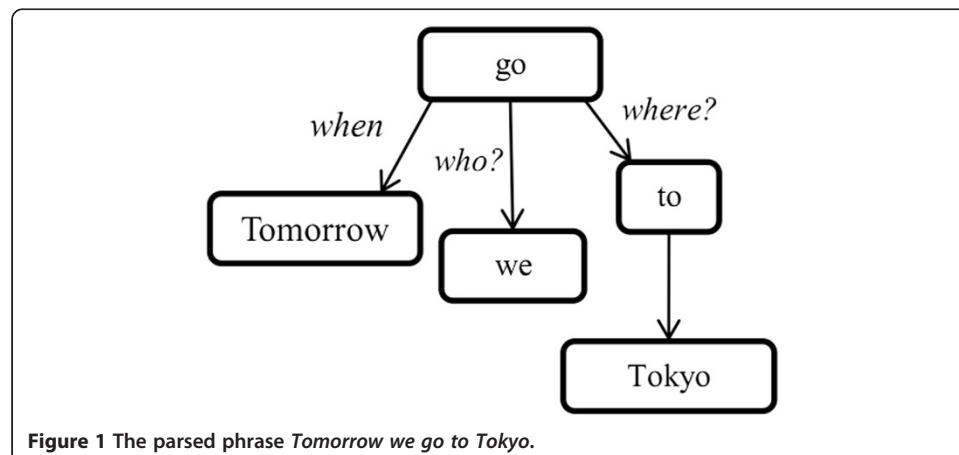 go
when
where?
who?
to
Tomorrow
we
Tokyo
Figure 1 The parsed phrase Tomorrow we go to Tokyo.